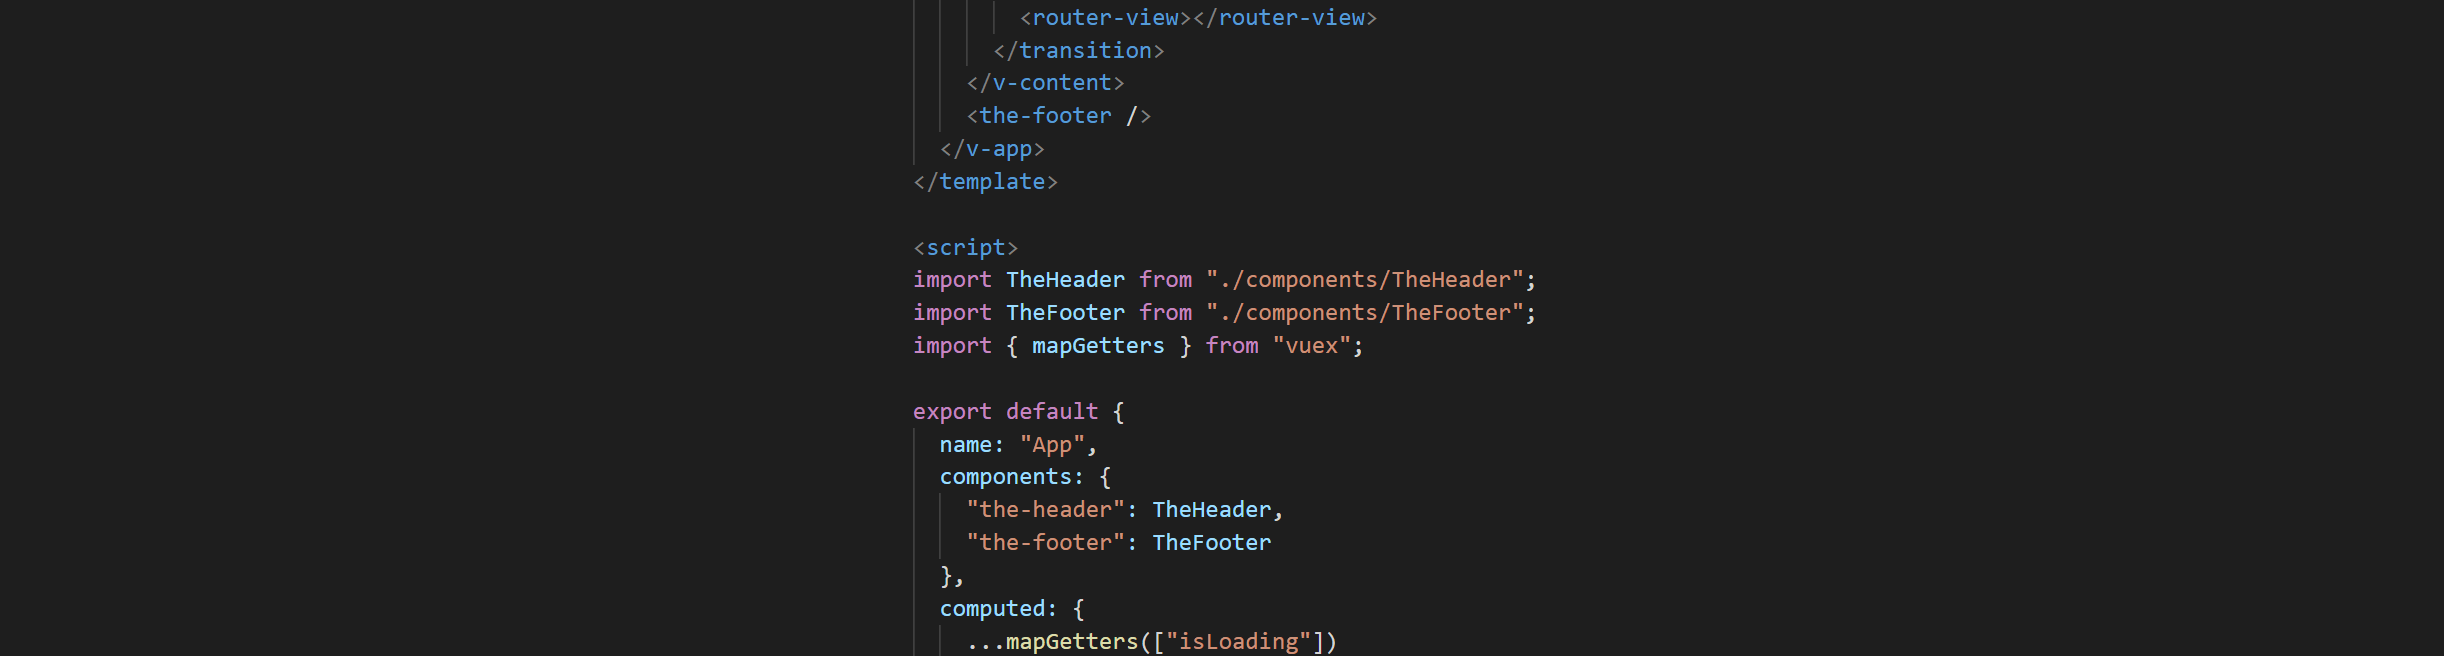 <router-view></router-view>
</transition>
</v-content>
<the-footer />
</v-app>
</template>
<script>
import TheHeader from "./components/TheHeader";
import TheFooter from "./components/TheFooter";
import { mapGetters } from "vuex";
export default {
name: "App",
components: {
"the-header": TheHeader,
"the-footer": TheFooter
},
computed: {
...mapGetters(["isLoading"])